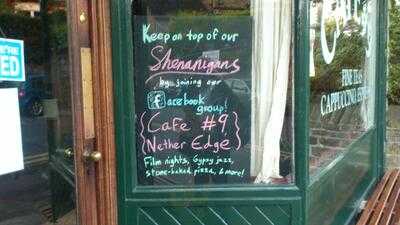 Keep on top of our
Shenanigans
by joining our
Facebook
group!
{Cafe #9}
{Nether Edge}
Film nights, Gypsy jazz,
stone-baked pizza, & more!
ED
FINE TEAS
CAPPUCCINO